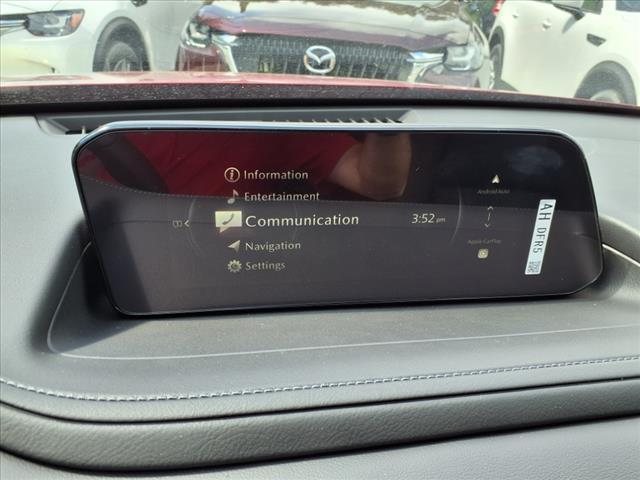 Information
Entertainment
Communication
3:52 pm
Navigation
Settings
Android Auto
Apple CarPlay
AH DFR5